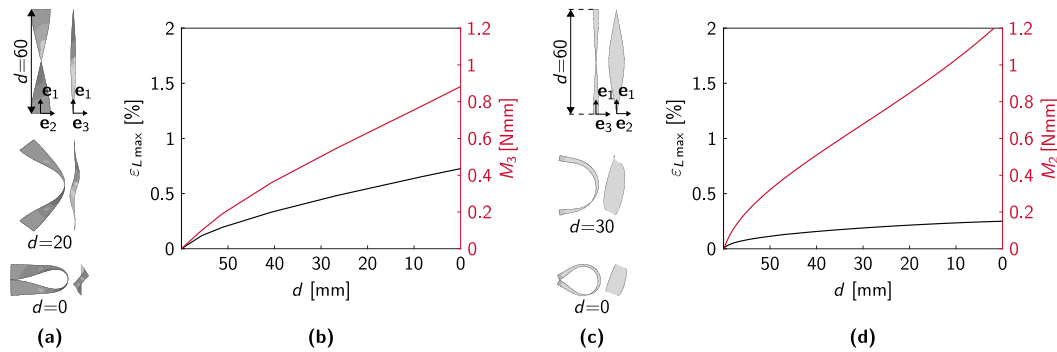 d=60
e1
e1
e2
e3
d=20
d=0
(a)
2
1.5
1
0.5
0
εL max [%]
50 40 30 20 10 0
d [mm]
1.2
1
0.8
0.6
0.4
0.2
0
M3 [Nmm]
(b)
d=60
e1
e1
e3
e2
d=30
d=0
(c)
2
1.5
1
0.5
0
εL max [%]
50 40 30 20 10 0
d [mm]
1.2
1
0.8
0.6
0.4
0.2
0
M2 [Nmm]
(d)